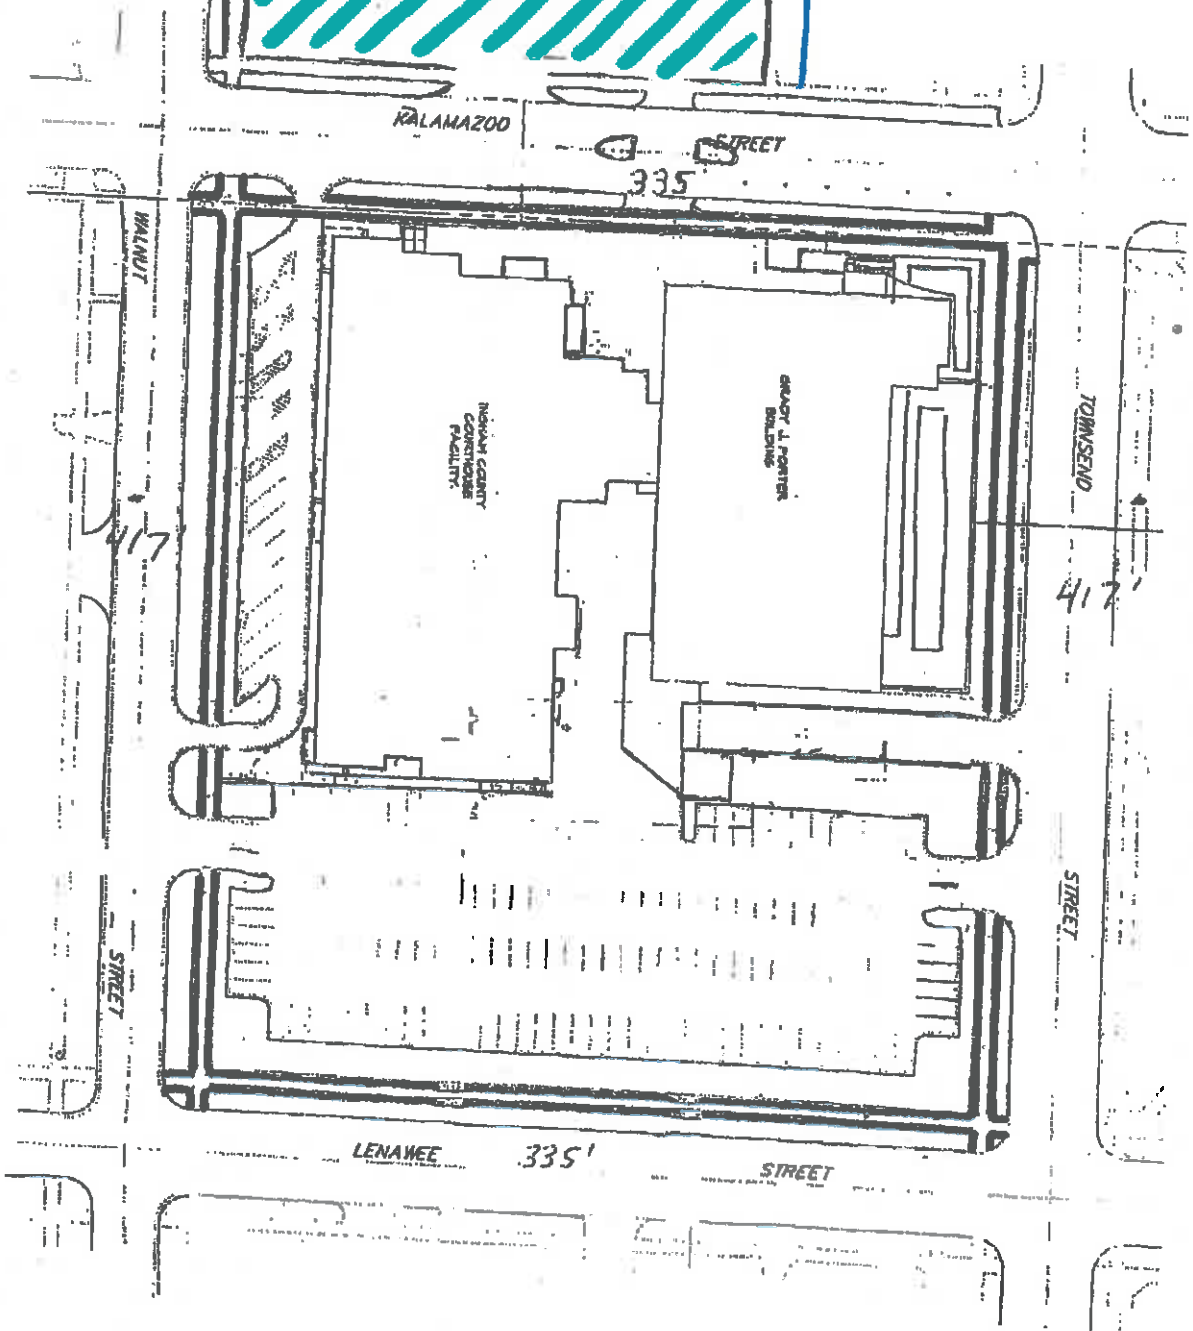 KALAMAZOO
STREET
335'
WALNUT
INGHAM COUNTY
COURTHOUSE
FACILITY.
GRADY J. PORTER
BUILDING
TOWNSEND
417'
417'
STREET
STREET
LENAWEE
335'
STREET